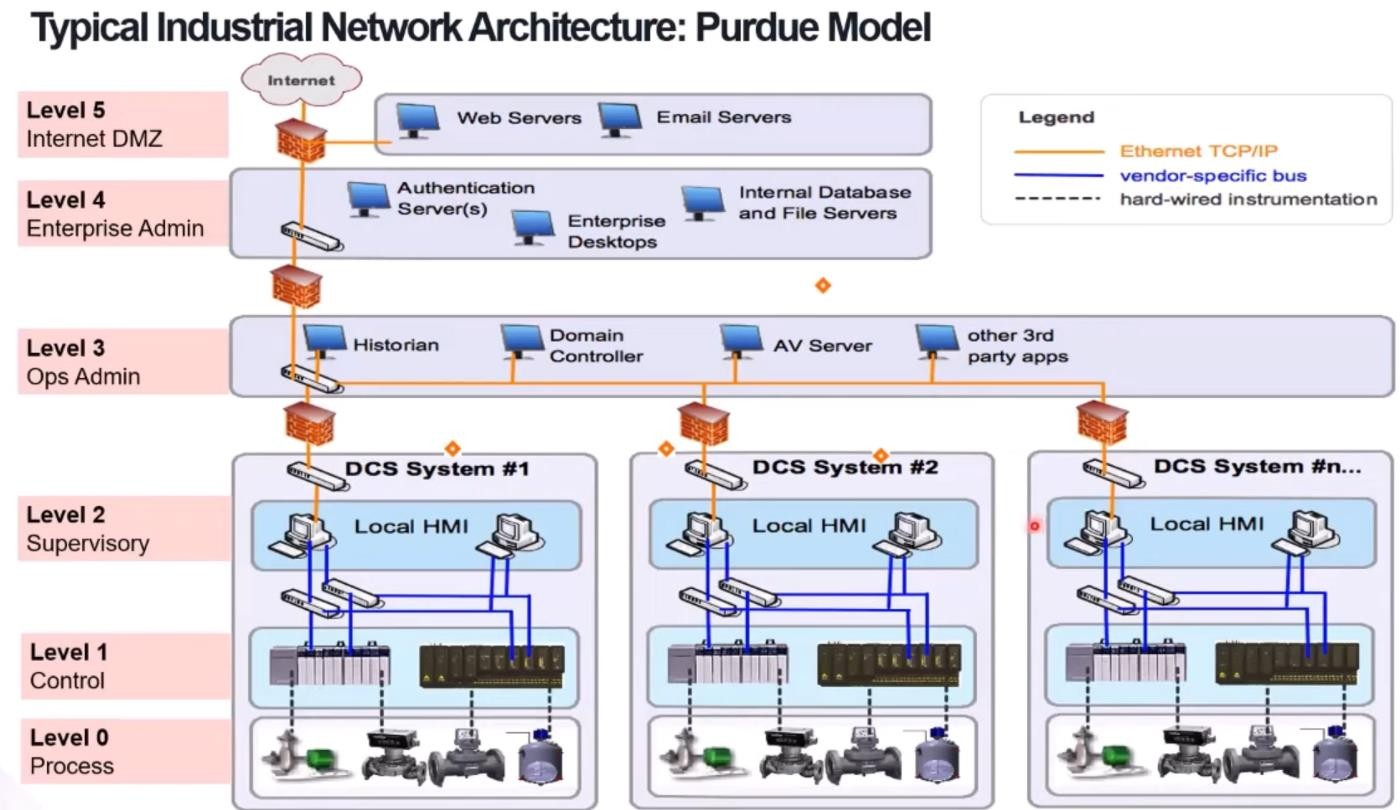 Typical Industrial Network Architecture: Purdue Model
Internet
Level 5
Internet DMZ
Web Servers
Email Servers
Legend
Ethernet TCP/IP
vendor-specific bus
hard-wired instrumentation
Level 4
Enterprise Admin
Authentication
Server(s)
Enterprise
Desktops
Internal Database
and File Servers
Level 3
Ops Admin
Historian
Domain
Controller
AV Server
other 3rd
party apps
DCS System #1
DCS System #2
DCS System #n...
Level 2
Supervisory
Local HMI
Local HMI
Local HMI
Level 1
Control
Level 0
Process